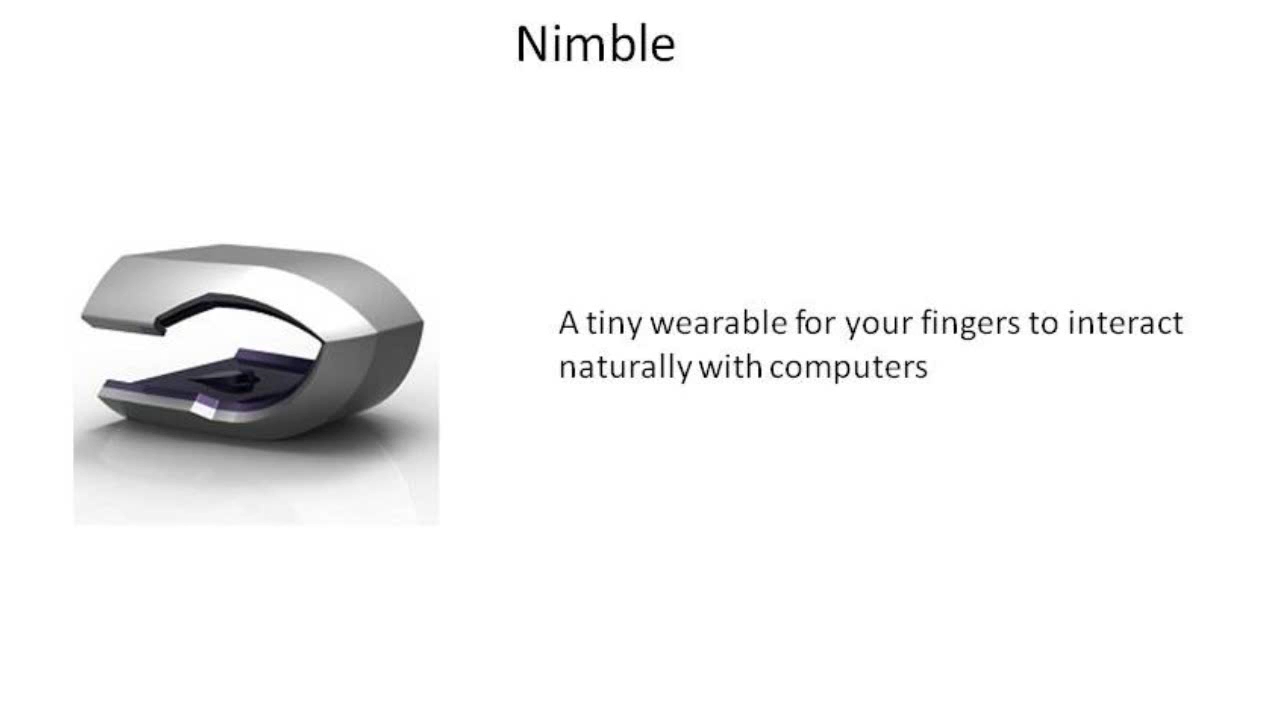 Nimble
A tiny wearable for your fingers to interact
naturally with computers